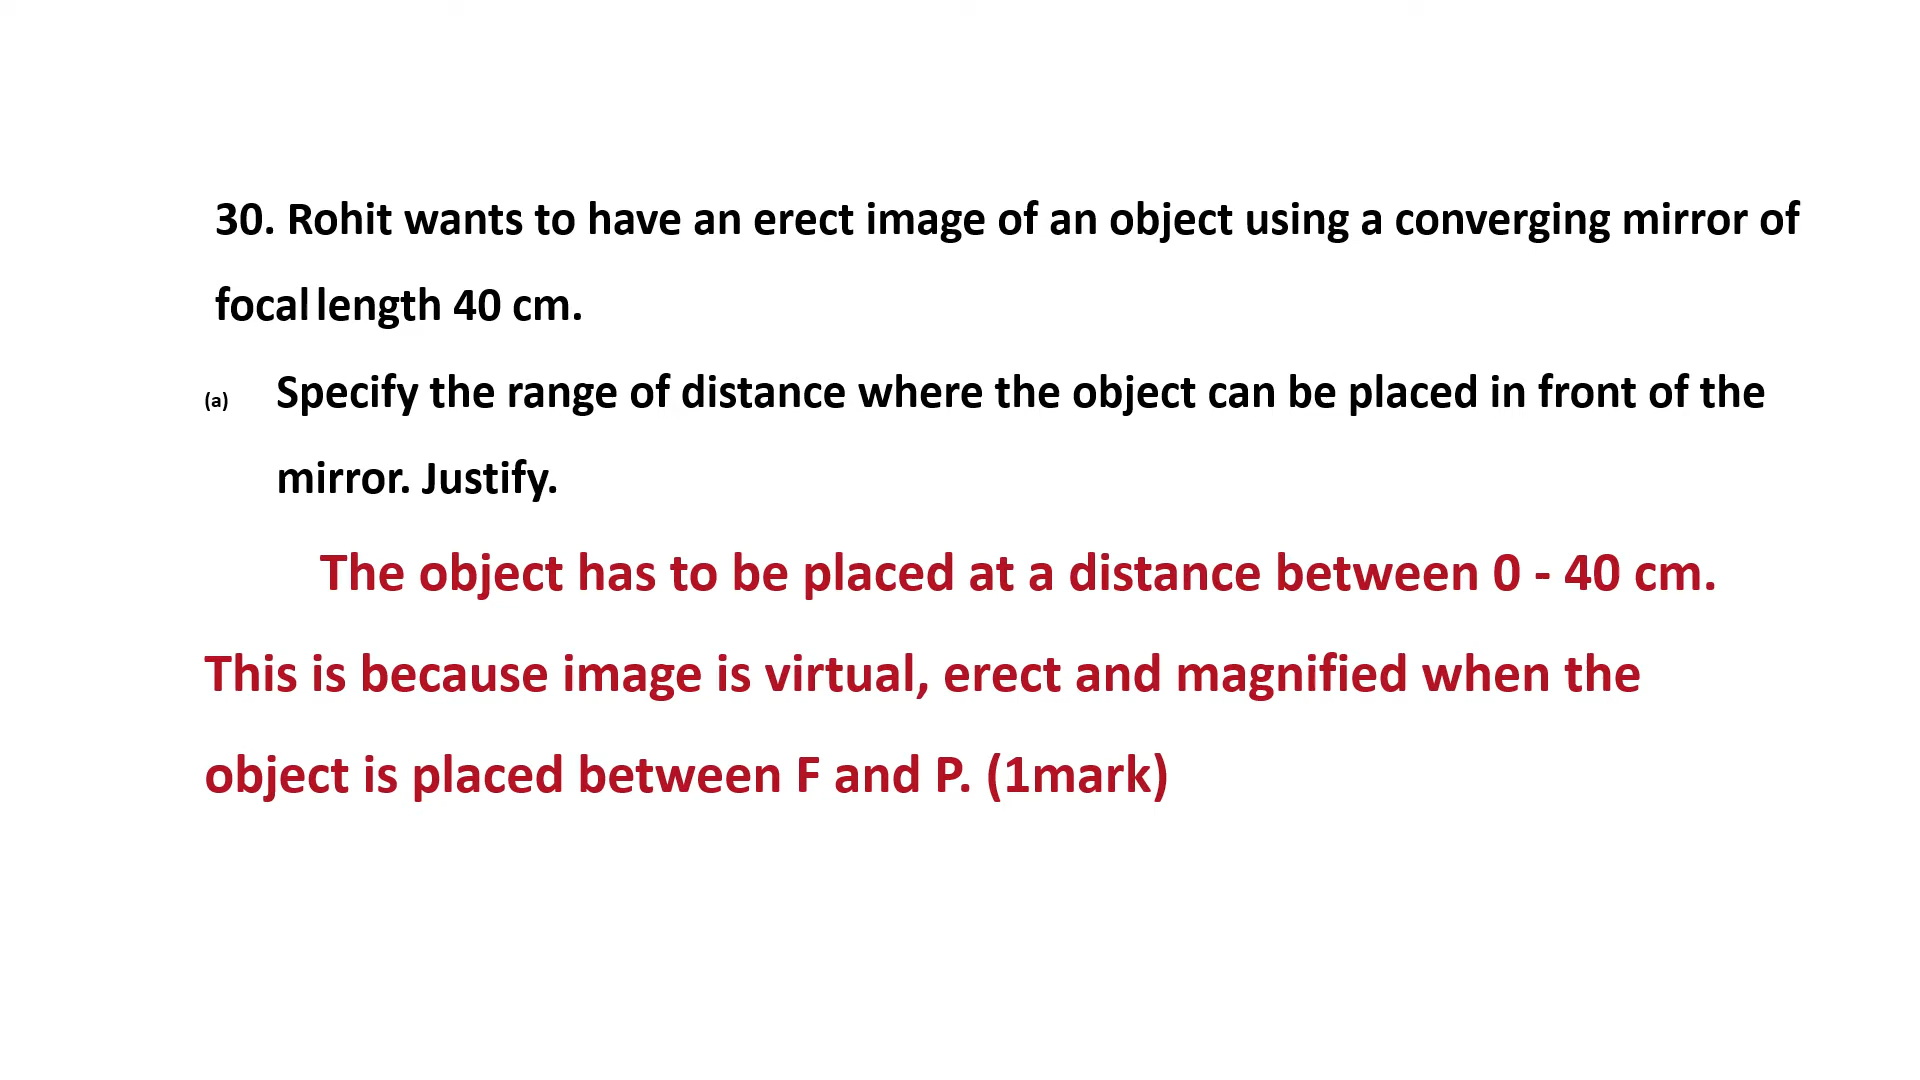 30. Rohit wants to have an erect image of an object using a converging mirror of
focal length 40 cm.
(a) Specify the range of distance where the object can be placed in front of the
mirror. Justify.
The object has to be placed at a distance between 0 - 40 cm.
This is because image is virtual, erect and magnified when the
object is placed between F and P. (1mark)